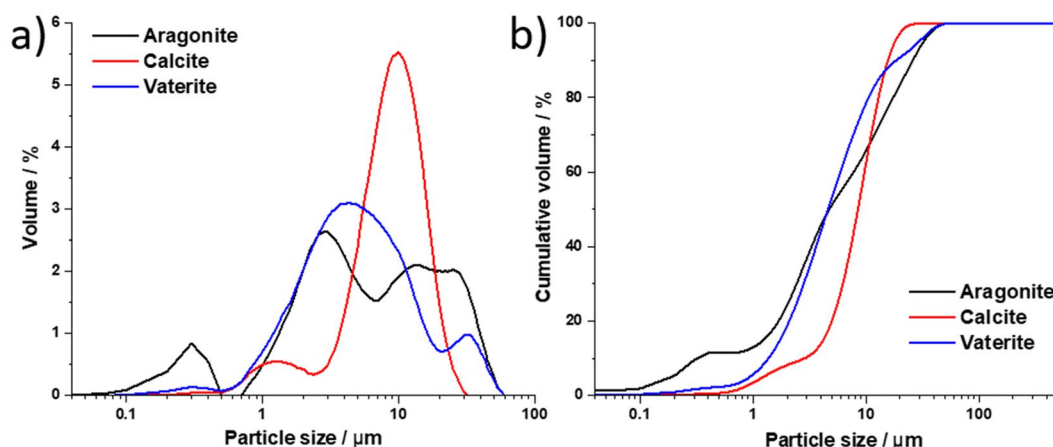 a)
Aragonite
Calcite
Vaterite
Volume / %
6
5
4
3
2
1
0
0.1 1 10 100
Particle size / µm
b)
Cumulative volume / %
100
80
60
40
20
0
Aragonite
Calcite
Vaterite
0.1 1 10 100
Particle size / µm